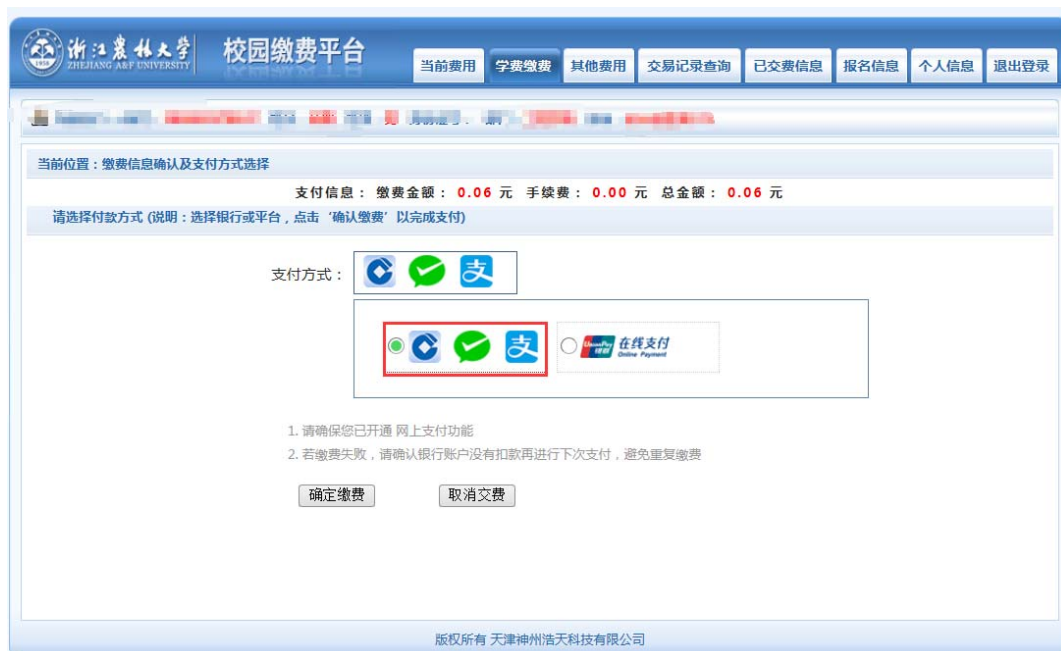 浙江农林大学 校园缴费平台
ZHEJIANG A&F UNIVERSITY
当前费用 学费缴费 其他费用 交易记录查询 已交费信息 报名信息 个人信息 退出登录
当前位置：缴费信息确认及支付方式选择
支付信息： 缴费金额： 0.06 元 手续费： 0.00 元 总金额： 0.06 元
请选择付款方式 (说明：选择银行或平台，点击‘确认缴费’以完成支付)
支付方式： 支
支 UnionPay 银联 在线支付
Online Payment
1. 请确保您已开通 网上支付功能
2. 若缴费失败，请确认银行账户没有扣款再进行下次支付，避免重复缴费
确定缴费 取消交费
版权所有 天津神州浩天科技有限公司